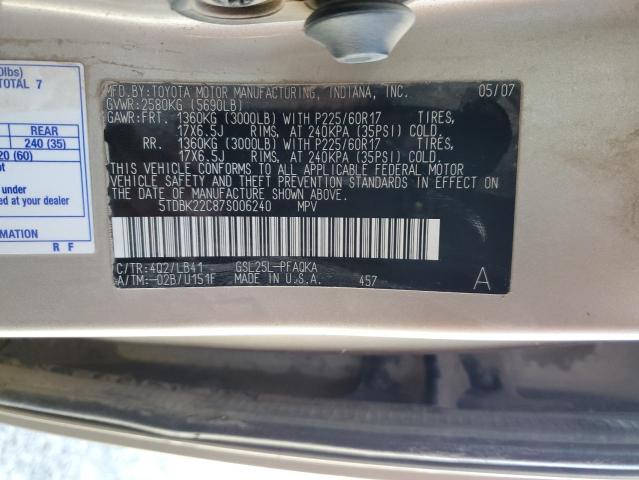 0lbs)
TOTAL 7
REAR
240 (35)
20 (60)
under
at your dealer
INFORMATION
R F
MFD.BY:TOYOTA MOTOR MANUFACTURING, INDIANA, INC. 05/07
GVWR:2580KG (5690LB)
GAWR:FRT. 1360KG (3000LB) WITH P225/60R17 TIRES,
17X6.5J RIMS, AT 240KPA (35PSI) COLD.
RR. 1360KG (3000LB) WITH P225/60R17 TIRES,
17X6.5J RIMS, AT 240KPA (35PSI) COLD.
THIS VEHICLE CONFORMS TO ALL APPLICABLE FEDERAL MOTOR
VEHICLE SAFETY AND THEFT PREVENTION STANDARDS IN EFFECT ON
THE DATE OF MANUFACTURE SHOWN ABOVE.
5TDBK22C87S006240 MPV
C/TR:4Q2/LB41 GSL25L-PFAQKA
A/TM:-02B/U151F MADE IN U.S.A. 457 A